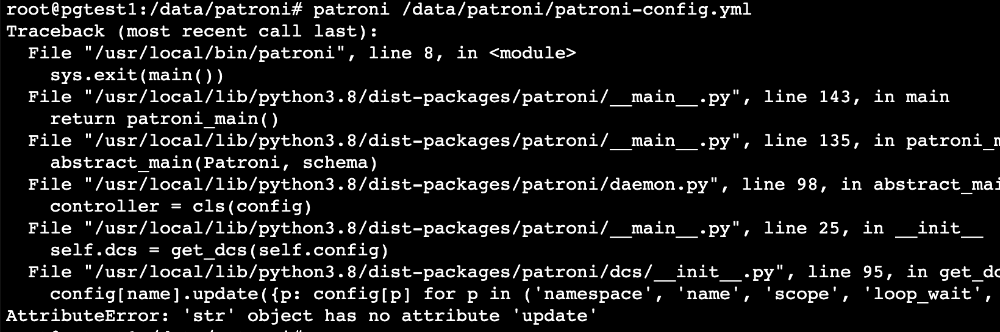 root@pgtest1:/data/patroni# patroni /data/patroni/patroni-config.yml
Traceback (most recent call last):
  File "/usr/local/bin/patroni", line 8, in <module>
    sys.exit(main())
  File "/usr/local/lib/python3.8/dist-packages/patroni/__main__.py", line 143, in main
    return patroni_main()
  File "/usr/local/lib/python3.8/dist-packages/patroni/__main__.py", line 135, in patroni_m
    abstract_main(Patroni, schema)
  File "/usr/local/lib/python3.8/dist-packages/patroni/daemon.py", line 98, in abstract_mai
    controller = cls(config)
  File "/usr/local/lib/python3.8/dist-packages/patroni/__main__.py", line 25, in __init__
    self.dcs = get_dcs(self.config)
  File "/usr/local/lib/python3.8/dist-packages/patroni/dcs/__init__.py", line 95, in get_dc
    config[name].update({p: config[p] for p in ('namespace', 'name', 'scope', 'loop_wait',
AttributeError: 'str' object has no attribute 'update'